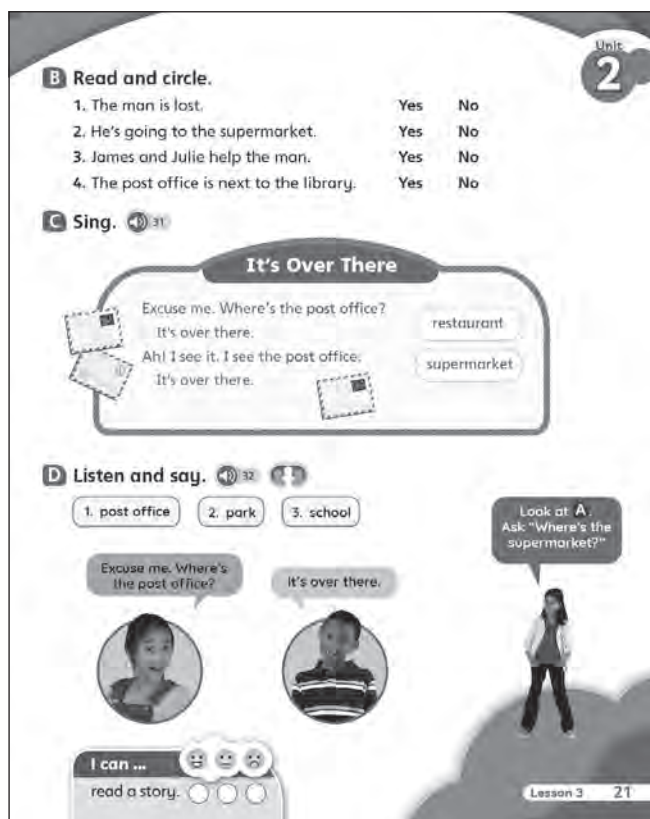 Unit
2
B Read and circle.
1. The man is lost. Yes No
2. He's going to the supermarket. Yes No
3. James and Julie help the man. Yes No
4. The post office is next to the library. Yes No
C Sing. 31
It's Over There
Excuse me. Where's the post office?
It's over there.
Ah! I see it. I see the post office.
It's over there.
restaurant
supermarket
D Listen and say. 32
1. post office 2. park 3. school
Look at A.
Ask "Where's the
supermarket?"
Excuse me. Where's
the post office?
It's over there.
I can ...
read a story.
Lesson 3 21